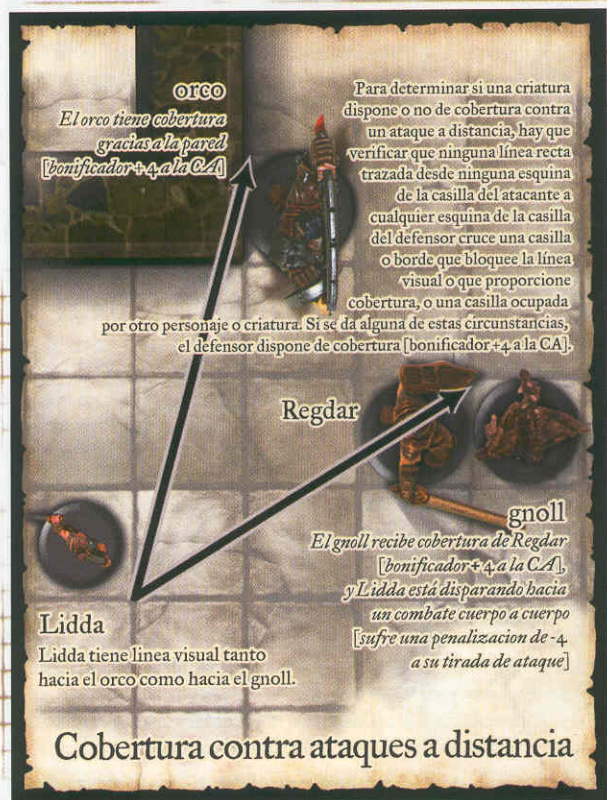 orco
El orco tiene cobertura
gracias a la pared
[bonificador + 4 a la CA]
Para determinar si una criatura
dispone o no de cobertura contra
un ataque a distancia, hay que
verificar que ninguna línea recta
trazada desde ninguna esquina
de la casilla del atacante a
cualquier esquina de la casilla
del defensor cruce una casilla
o borde que bloquee la línea
visual o que proporcione
cobertura, o una casilla ocupada
por otro personaje o criatura. Si se da alguna de estas circunstancias,
el defensor dispone de cobertura [bonificador +4 a la CA].
Regdar
gnoll
El gnoll recibe cobertura de Regdar
[bonificador + 4 a la CA],
y Lidda está disparando hacia
un combate cuerpo a cuerpo
[sufre una penalizacion de -4
a su tirada de ataque]
Lidda
Lidda tiene linea visual tanto
hacia el orco como hacia el gnoll.
Cobertura contra ataques a distancia